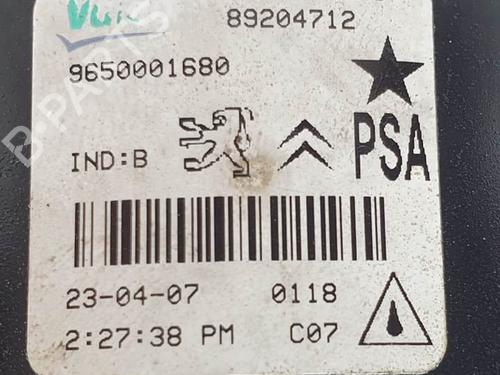 89204712
9650001680
IND:B
PSA
23-04-07 0118
2:27:38 PM C07